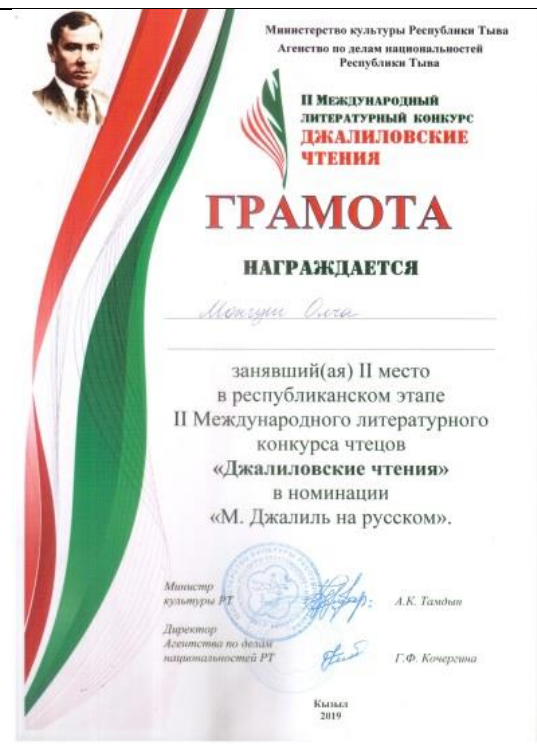 Министерство культуры Республики Тыва
Агенство по делам национальностей
Республики Тыва
II Международный
литературный конкурс
ДЖАЛИЛОВСКИЕ
ЧТЕНИЯ
ГРАМОТА
НАГРАЖДАЕТСЯ
Монгуш Олча
занявший(ая) II место
в республиканском этапе
II Международного литературного
конкурса чтецов
«Джалиловские чтения»
в номинации
«М. Джалиль на русском».
Министр
культуры РТ
А.К. Тамдын
Директор
Агентства по делам
национальностей РТ
Г.Ф. Кочергина
Кызыл
2019